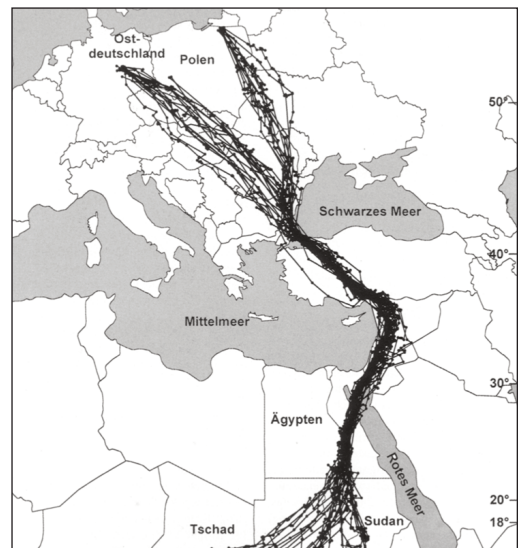 Ost-
deutschland
Polen
50°
Schwarzes Meer
40°
Mittelmeer
30°
Ägypten
Rotes Meer
20°
Tschad
Sudan
18°